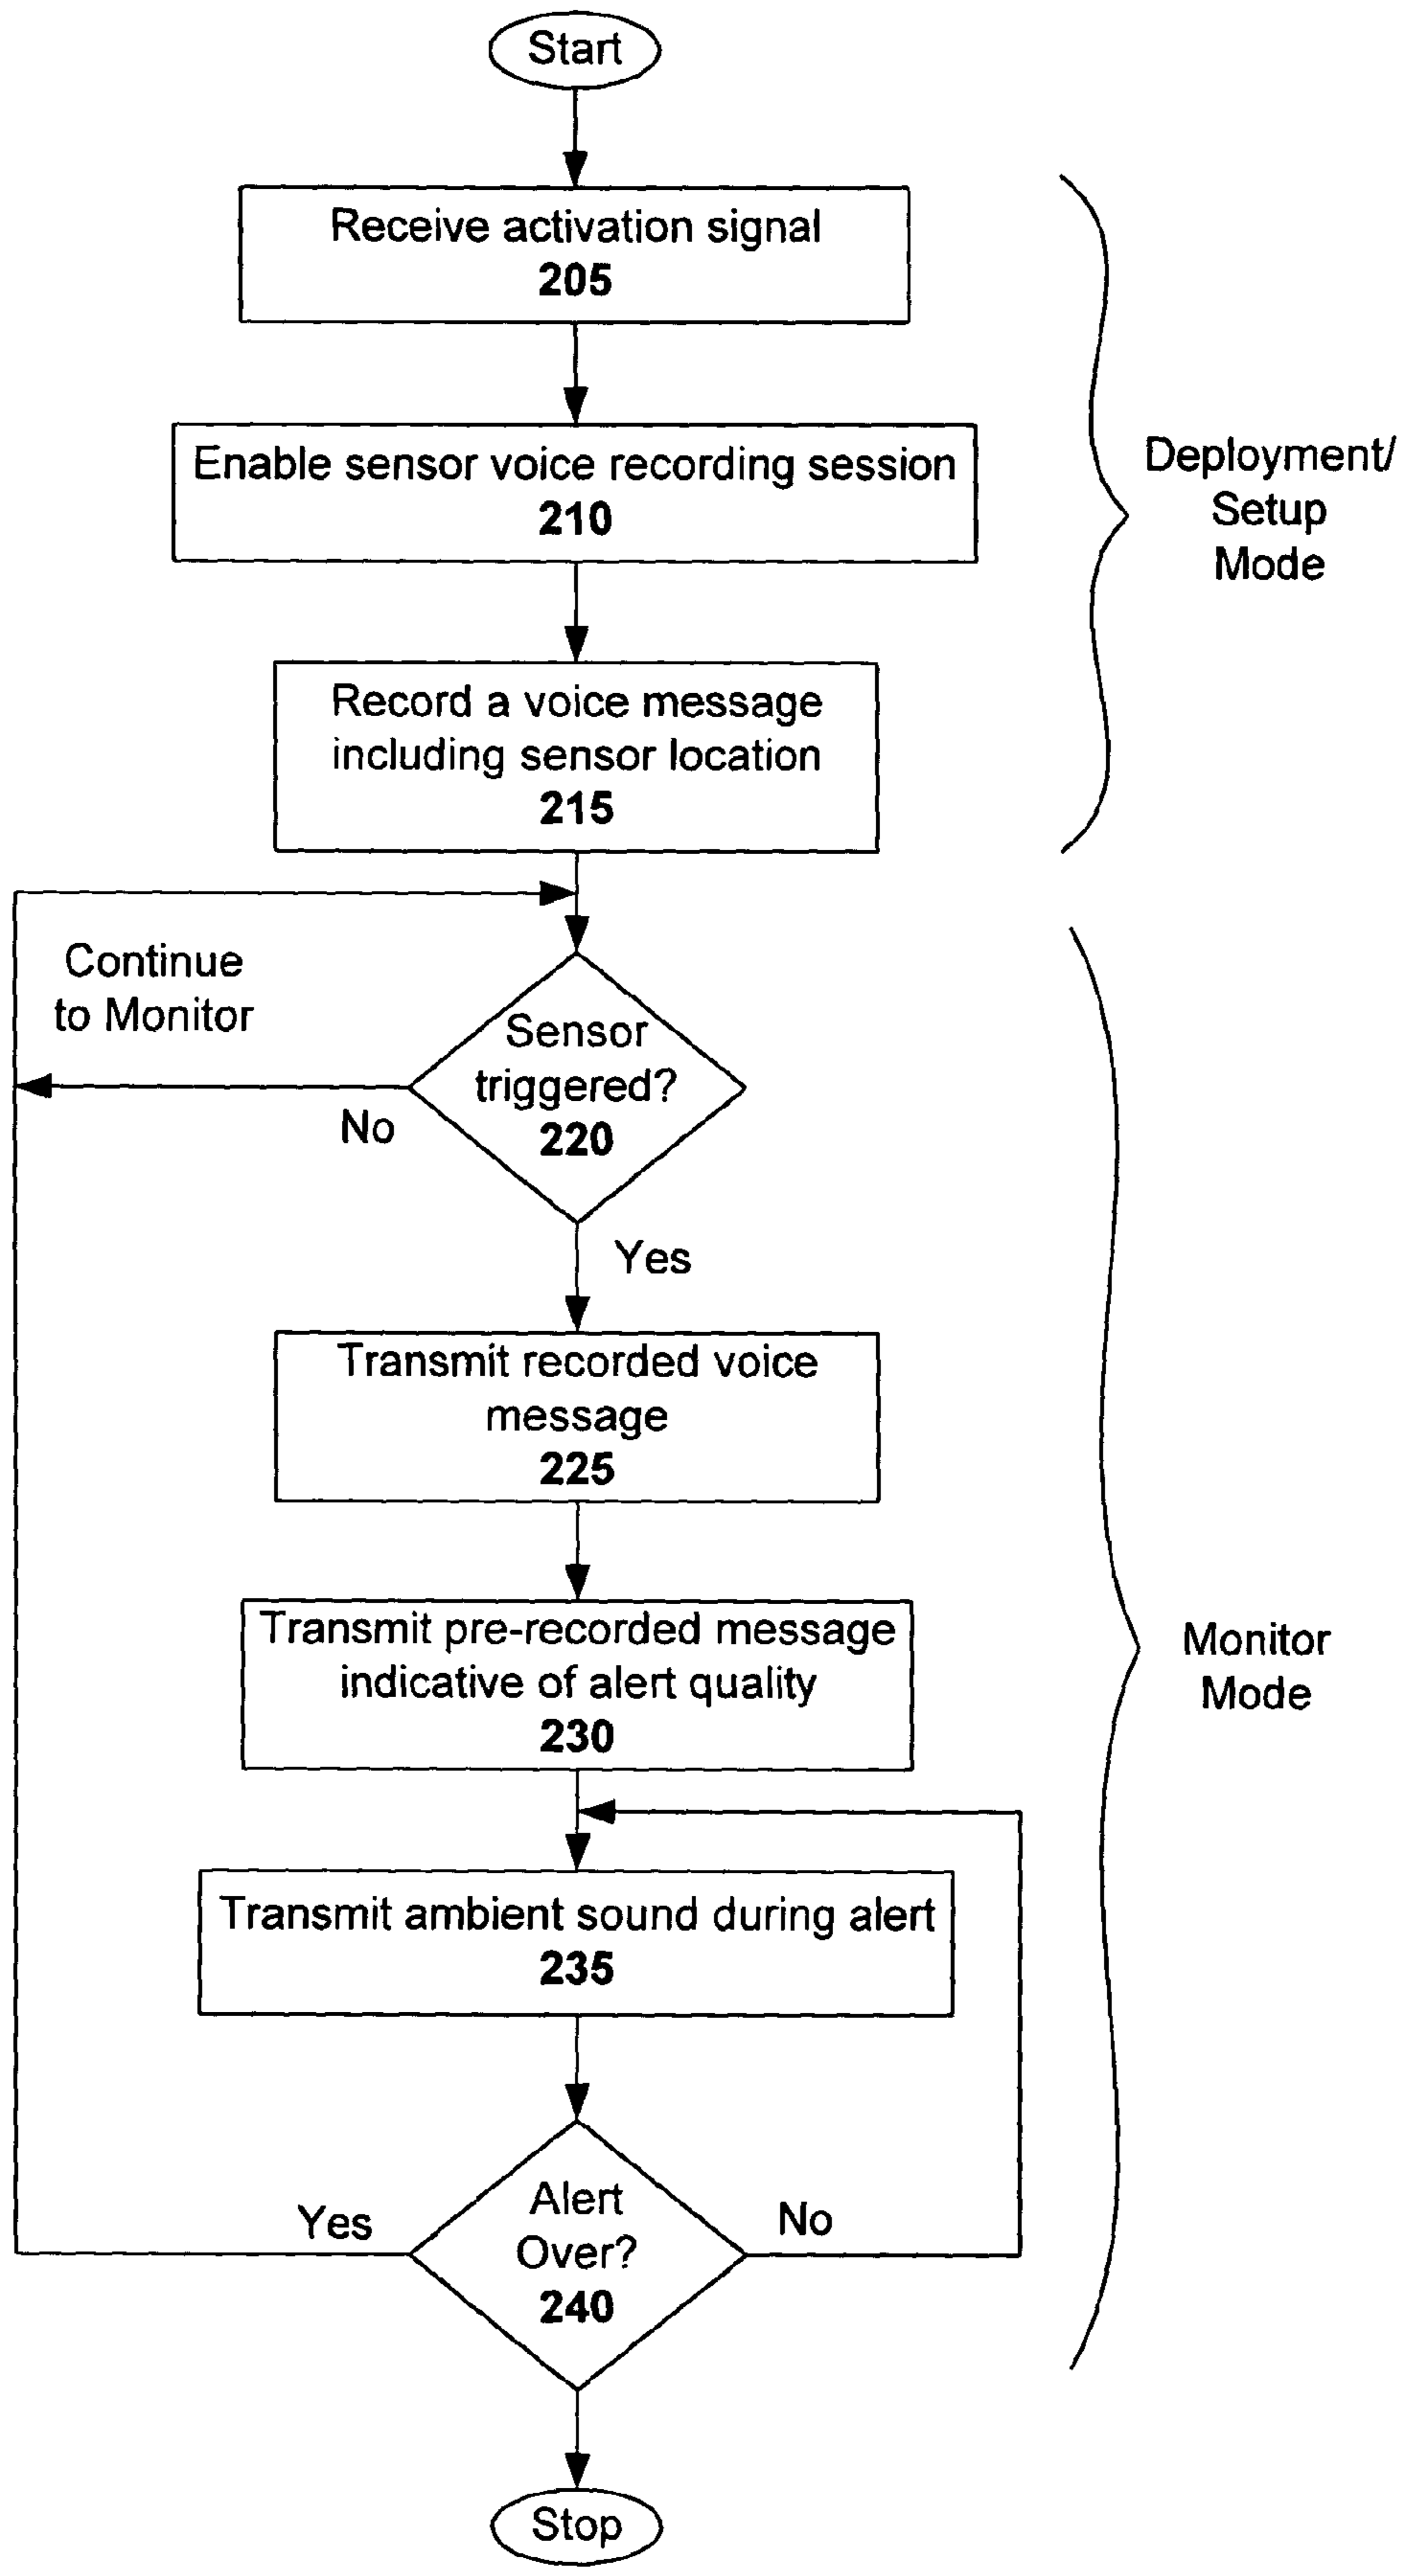 Start
Receive activation signal
205
Enable sensor voice recording session
210
Deployment/
Setup
Mode
Record a voice message
including sensor location
215
Continue
to Monitor
Sensor
triggered?
220
No
Yes
Transmit recorded voice
message
225
Transmit pre-recorded message
indicative of alert quality
230
Monitor
Mode
Transmit ambient sound during alert
235
Alert
Over?
240
Yes
No
Stop